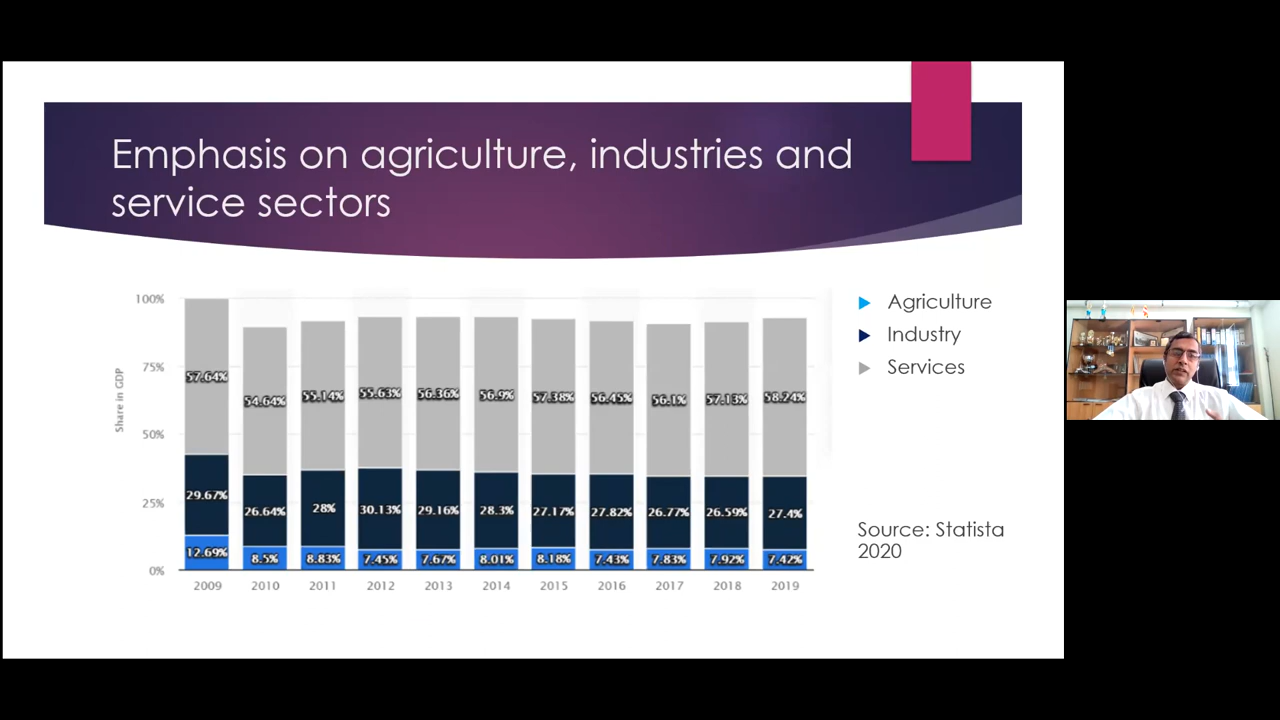 Emphasis on agriculture, industries and
service sectors
100%
75%
50%
25%
0%
Share in GDP
57.64% 54.64% 55.14% 55.63% 56.36% 56.9% 57.38% 56.45% 56.1% 57.13% 58.24%
29.67% 26.64% 28% 30.13% 29.16% 28.3% 27.17% 27.82% 26.77% 26.59% 27.4%
12.69% 8.5% 8.83% 7.45% 7.67% 8.01% 8.18% 7.43% 7.83% 7.92% 7.42%
2009 2010 2011 2012 2013 2014 2015 2016 2017 2018 2019
Agriculture
Industry
Services
Source: Statista
2020